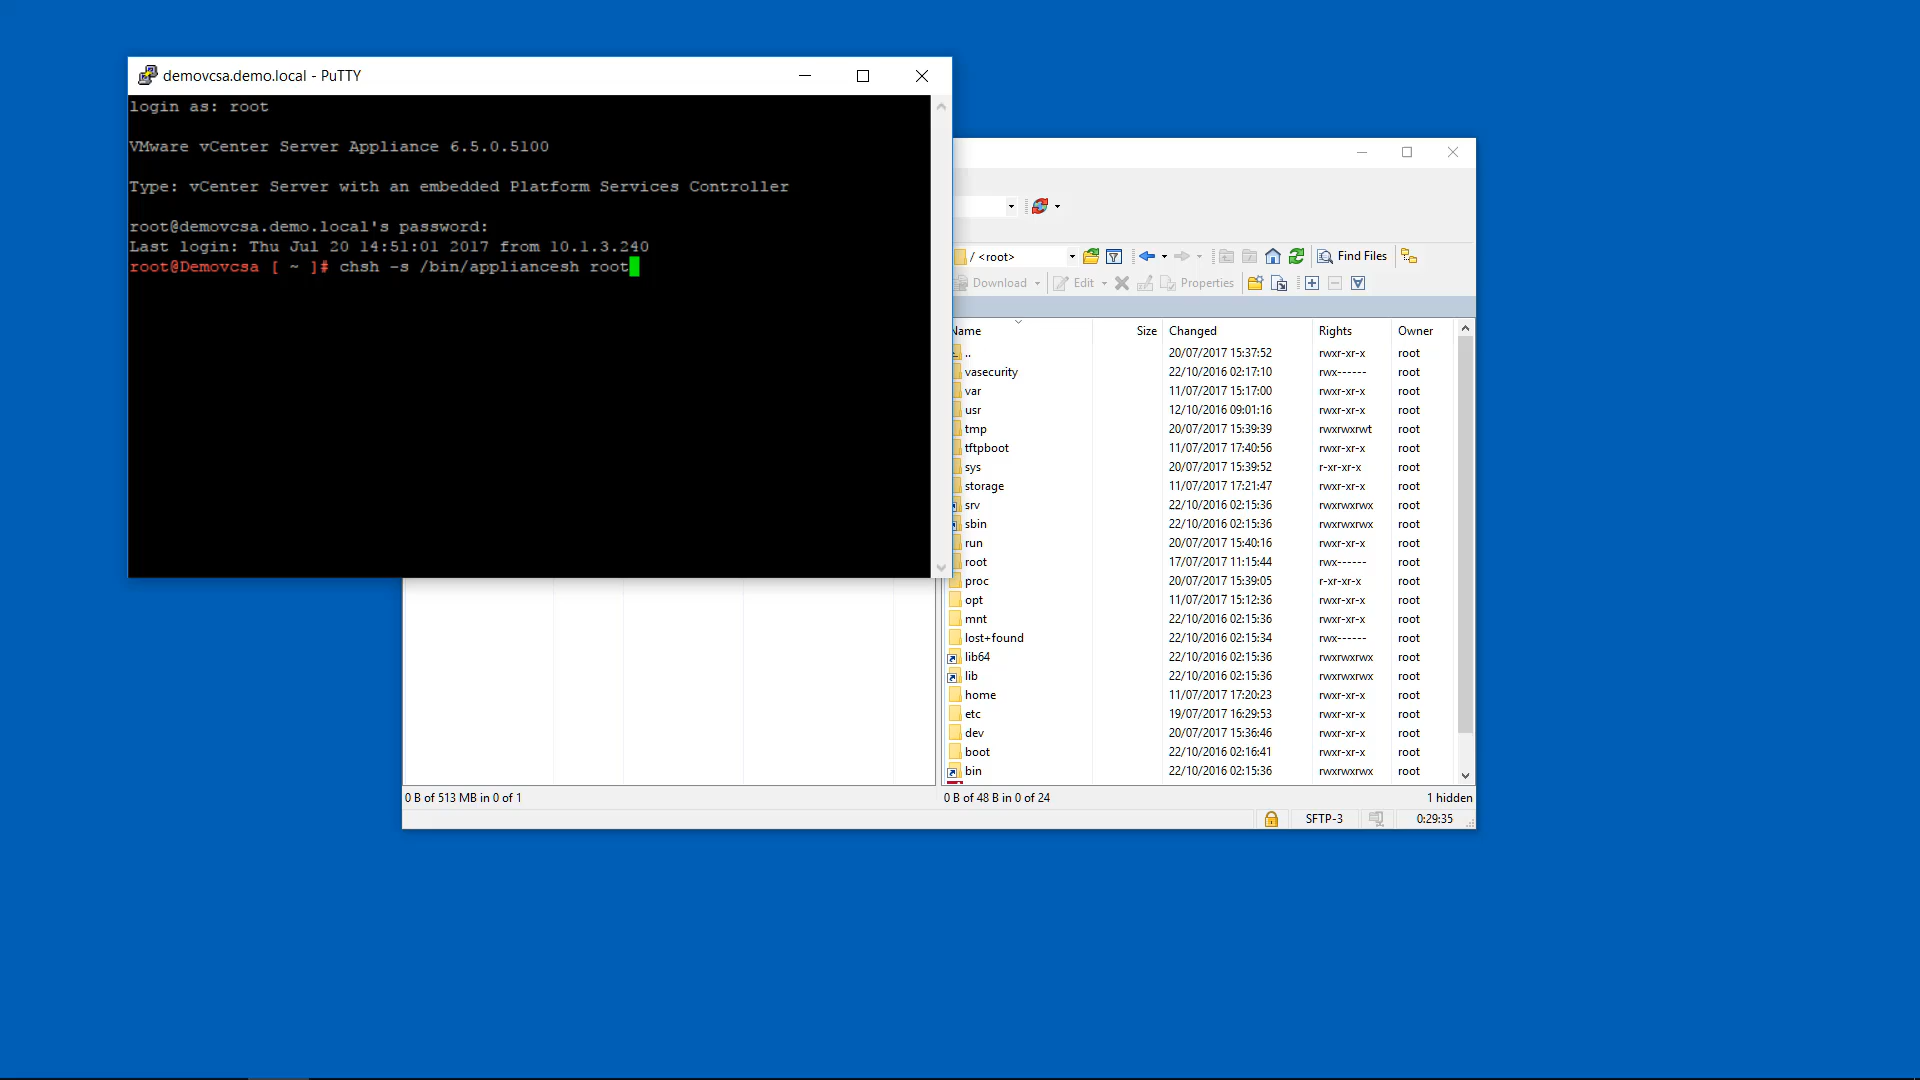 demovcsa.demo.local - PuTTY
login as: root
VMware vCenter Server Appliance 6.5.0.5100
Type: vCenter Server with an embedded Platform Services Controller
root@demovcsa.demo.local's password:
Last login: Thu Jul 20 14:51:01 2017 from 10.1.3.240
root@Demovcsa [ ~ ]# chsh -s /bin/appliancesh root
/ <root> Find Files
Download Edit Properties
Name Size Changed Rights Owner
.. 20/07/2017 15:37:52 rwxr-xr-x root
vasecurity 22/10/2016 02:17:10 rwx------ root
var 11/07/2017 15:17:00 rwxr-xr-x root
usr 12/10/2016 09:01:16 rwxr-xr-x root
tmp 20/07/2017 15:39:39 rwxrwxrwt root
tftpboot 11/07/2017 17:40:56 rwxr-xr-x root
sys 20/07/2017 15:39:52 r-xr-xr-x root
storage 11/07/2017 17:21:47 rwxr-xr-x root
srv 22/10/2016 02:15:36 rwxrwxrwx root
sbin 22/10/2016 02:15:36 rwxrwxrwx root
run 20/07/2017 15:40:16 rwxr-xr-x root
root 17/07/2017 11:15:44 rwx------ root
proc 20/07/2017 15:39:05 r-xr-xr-x root
opt 11/07/2017 15:12:36 rwxr-xr-x root
mnt 22/10/2016 02:15:36 rwxr-xr-x root
lost+found 22/10/2016 02:15:34 rwx------ root
lib64 22/10/2016 02:15:36 rwxrwxrwx root
lib 22/10/2016 02:15:36 rwxrwxrwx root
home 11/07/2017 17:20:23 rwxr-xr-x root
etc 19/07/2017 16:29:53 rwxr-xr-x root
dev 20/07/2017 15:36:46 rwxr-xr-x root
boot 22/10/2016 02:16:41 rwxr-xr-x root
bin 22/10/2016 02:15:36 rwxrwxrwx root
0 B of 513 MB in 0 of 1 0 B of 48 B in 0 of 24 1 hidden
SFTP-3 0:29:35